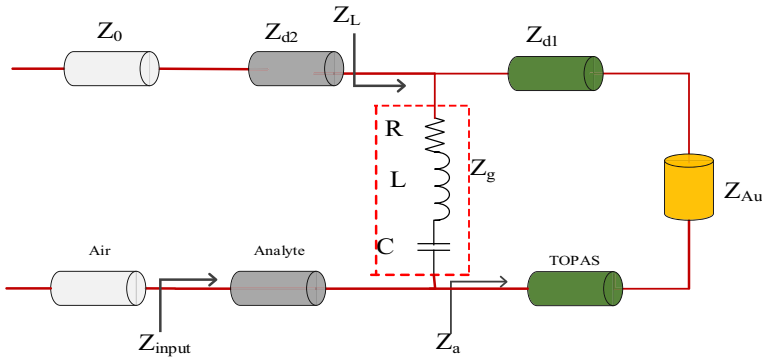 Z0 Zd2 ZL Zd1
R
L Zg
ZAu
C
Air Analyte TOPAS
Zinput Za